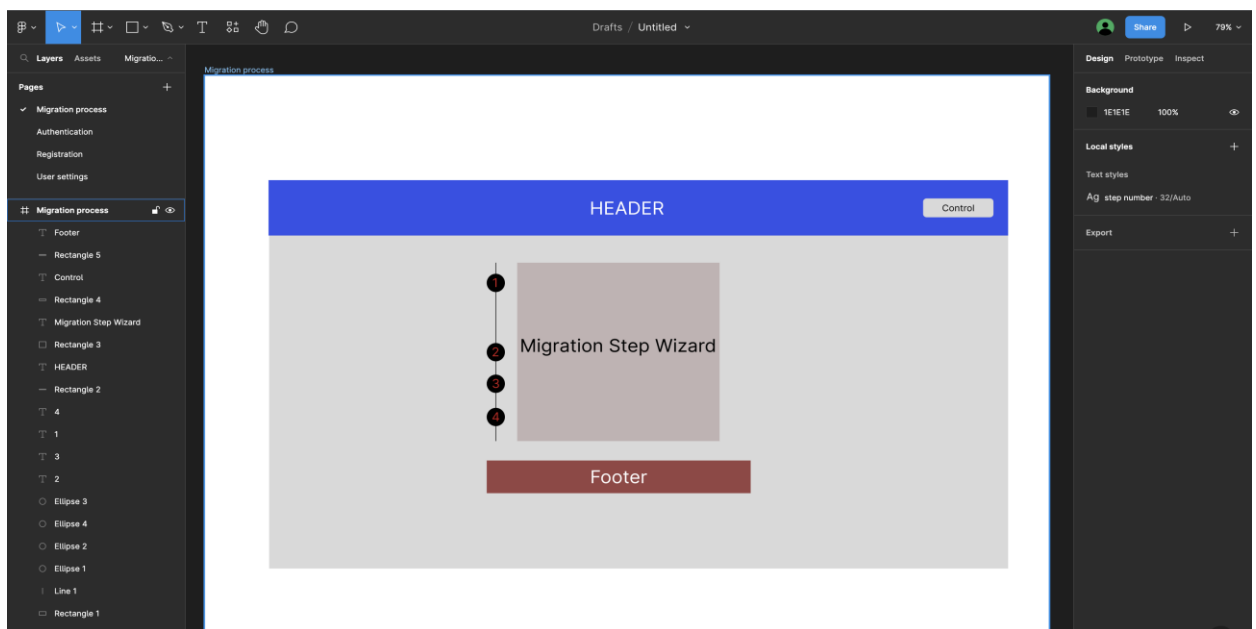 Drafts / Untitled
Share
79%
Layers Assets Migratio...
Pages
Migration process
Authentication
Registration
User settings
Migration process
Footer
Rectangle 5
Control
Rectangle 4
Migration Step Wizard
Rectangle 3
HEADER
Rectangle 2
4
1
3
2
Ellipse 3
Ellipse 4
Ellipse 2
Ellipse 1
Line 1
Rectangle 1
Migration process
HEADER
Control
1
2
3
4
Migration Step Wizard
Footer
Design Prototype Inspect
Background
1E1E1E 100%
Local styles
Text styles
Ag step number · 32/Auto
Export